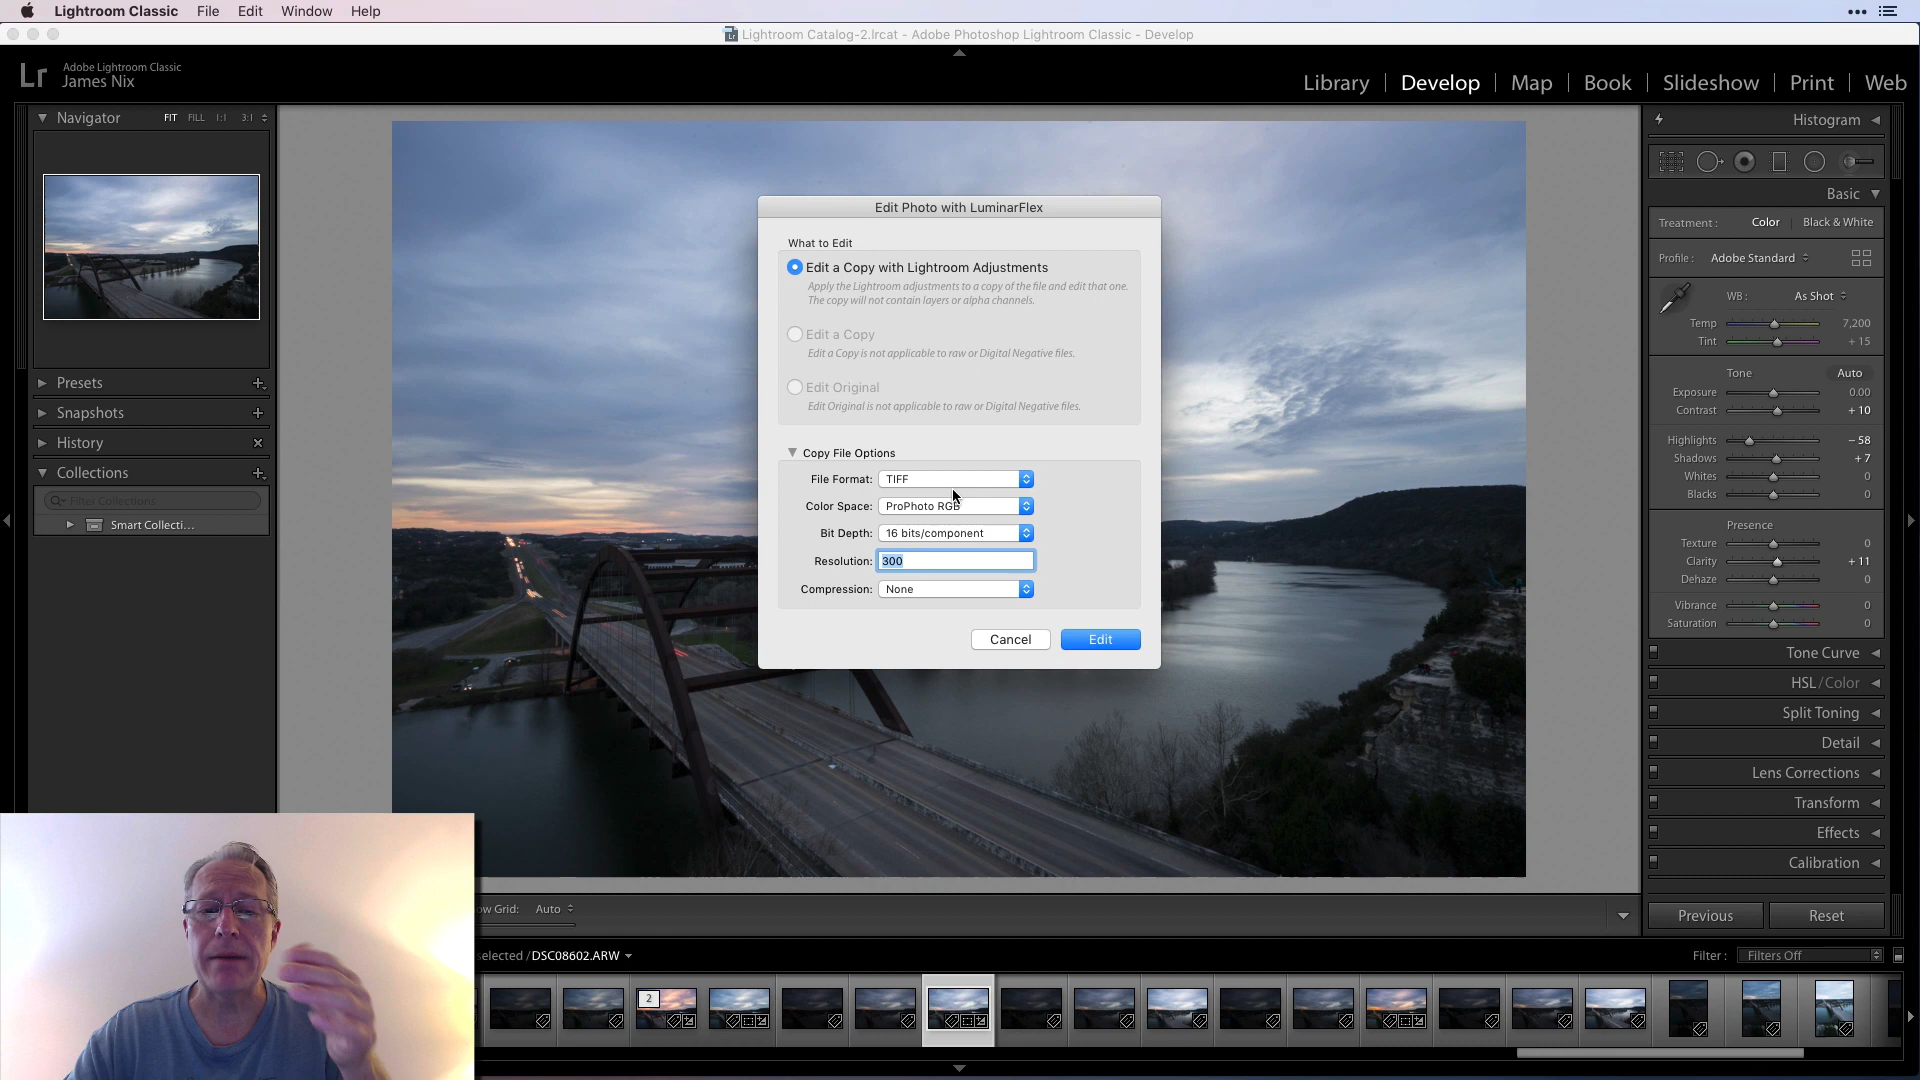 Lightroom Classic File Edit Window Help
Lightroom Catalog-2.lrcat - Adobe Photoshop Lightroom Classic - Develop
Lr Adobe Lightroom Classic
James Nix
Library Develop Map Book Slideshow Print Web
Navigator FIT FILL 1:1 3:1
Presets
Snapshots
History
Collections
Filter Collections
Smart Collecti...
Edit Photo with LuminarFlex
What to Edit
Edit a Copy with Lightroom Adjustments
Apply the Lightroom adjustments to a copy of the file and edit that one.
The copy will not contain layers or alpha channels.
Edit a Copy
Edit a Copy is not applicable to raw or Digital Negative files.
Edit Original
Edit Original is not applicable to raw or Digital Negative files.
Copy File Options
File Format: TIFF
Color Space: ProPhoto RGB
Bit Depth: 16 bits/component
Resolution: 300
Compression: None
Cancel Edit
Histogram
Basic
Treatment : Color Black & White
Profile : Adobe Standard
WB : As Shot
Temp 7,200
Tint + 15
Tone Auto
Exposure 0.00
Contrast + 10
Highlights – 58
Shadows + 7
Whites 0
Blacks 0
Presence
Texture 0
Clarity + 11
Dehaze 0
Vibrance 0
Saturation 0
Tone Curve
HSL / Color
Split Toning
Detail
Lens Corrections
Transform
Effects
Calibration
Previous Reset
ow Grid: Auto
selected / DSC08602.ARW
Filter : Filters Off
2